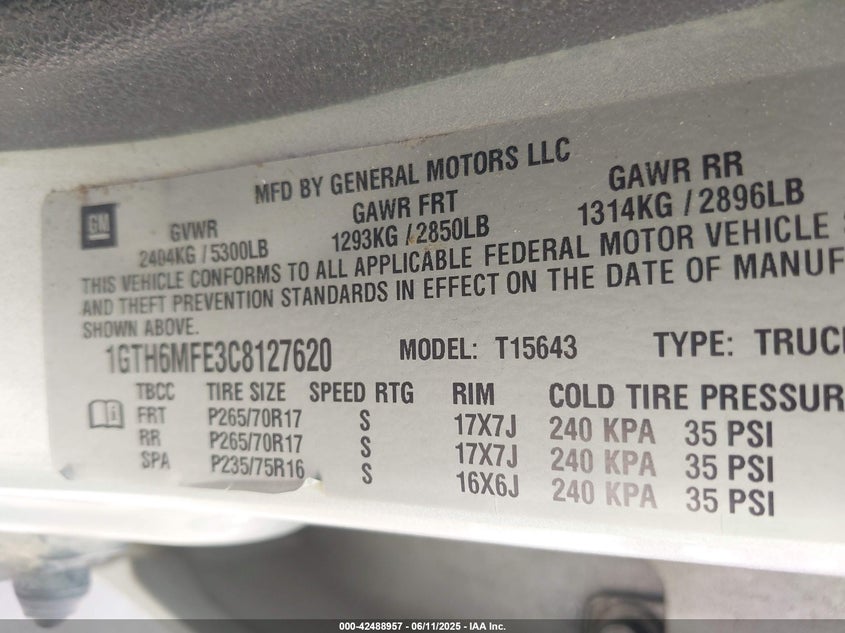 MFD BY GENERAL MOTORS LLC
GM
GVWR GAWR FRT GAWR RR
2404KG / 5300LB 1293KG / 2850LB 1314KG / 2896LB
THIS VEHICLE CONFORMS TO ALL APPLICABLE FEDERAL MOTOR VEHICLE S
AND THEFT PREVENTION STANDARDS IN EFFECT ON THE DATE OF MANUF
SHOWN ABOVE.
1GTH6MFE3C8127620 MODEL: T15643 TYPE: TRUC
TBCC TIRE SIZE SPEED RTG RIM COLD TIRE PRESSUR
FRT P265/70R17 S 17X7J 240 KPA 35 PSI
RR P265/70R17 S 17X7J 240 KPA 35 PSI
SPA P235/75R16 S 16X6J 240 KPA 35 PSI
000-42488957 - 06/11/2025 - IAA Inc.